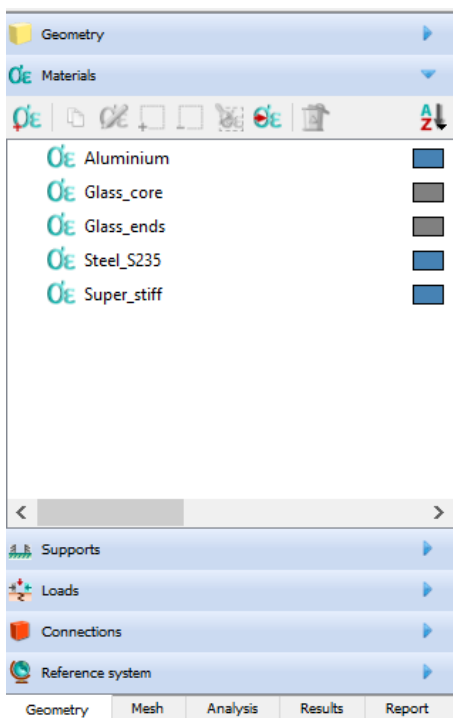 Geometry
Materials
Aluminium
Glass_core
Glass_ends
Steel_S235
Super_stiff
Supports
Loads
Connections
Reference system
Geometry Mesh Analysis Results Report